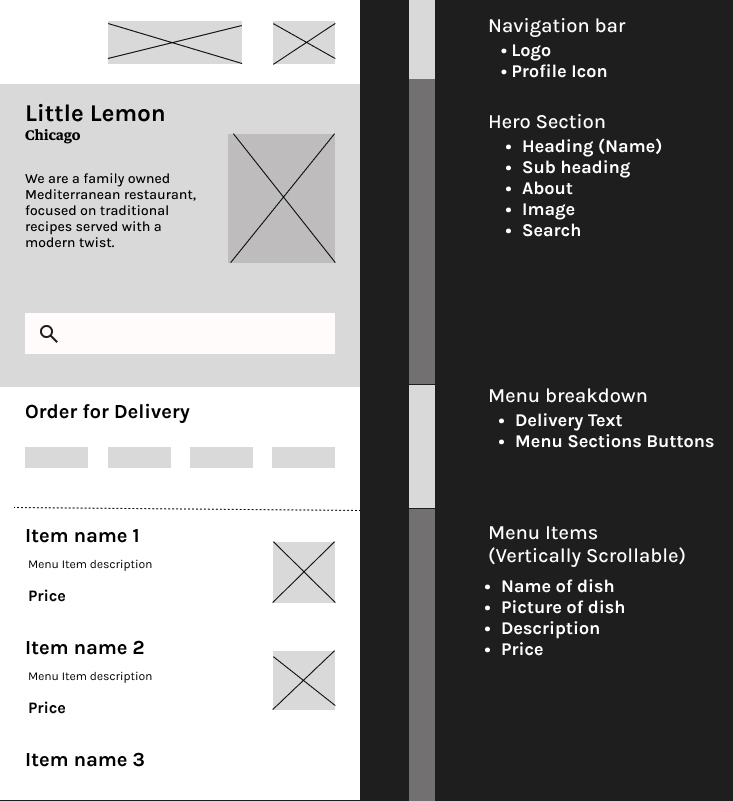 Little Lemon
Chicago
We are a family owned
Mediterranean restaurant,
focused on traditional
recipes served with a
modern twist.
Order for Delivery
Item name 1
Menu Item description
Price
Item name 2
Menu Item description
Price
Item name 3
Navigation bar
• Logo
• Profile Icon
Hero Section
• Heading (Name)
• Sub heading
• About
• Image
• Search
Menu breakdown
• Delivery Text
• Menu Sections Buttons
Menu Items
(Vertically Scrollable)
• Name of dish
• Picture of dish
• Description
• Price